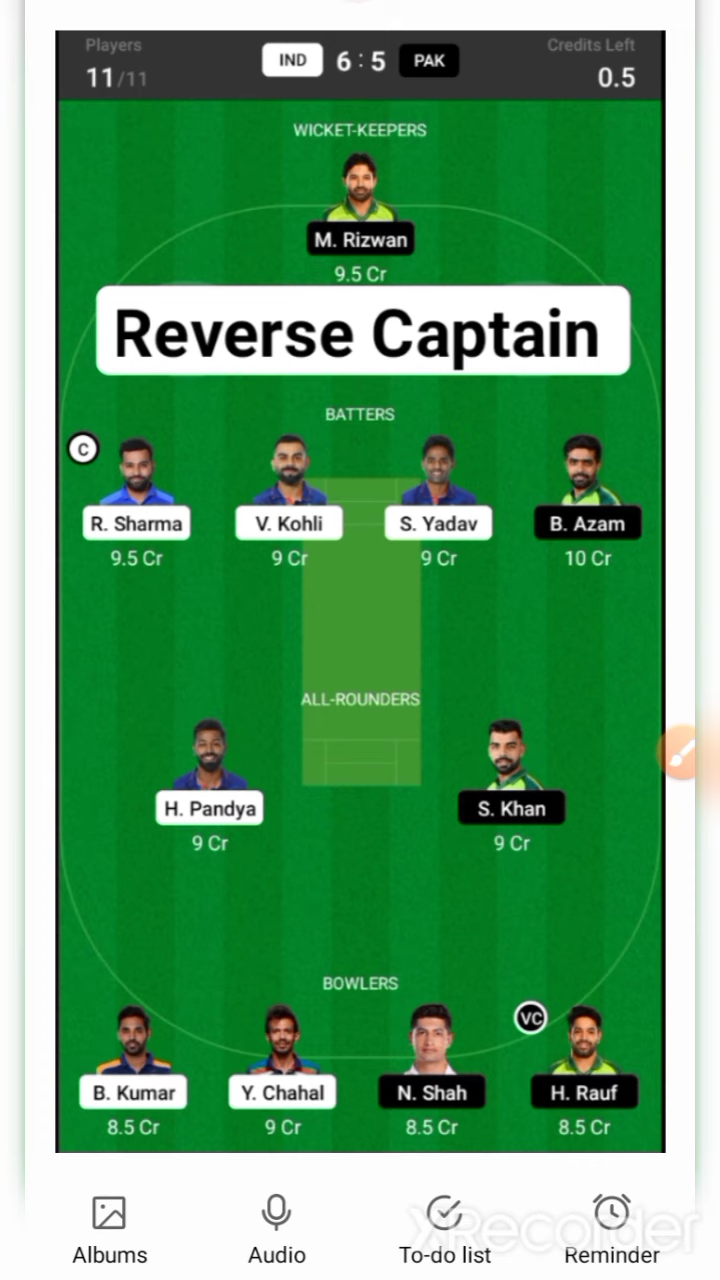 Players
Credits Left
IND 6 : 5 PAK
11/11
0.5
WICKET-KEEPERS
M. Rizwan
9.5 Cr
Reverse Captain
BATTERS
C
R. Sharma V. Kohli S. Yadav B. Azam
9.5 Cr 9 Cr 9 Cr 10 Cr
ALL-ROUNDERS
H. Pandya S. Khan
9 Cr 9 Cr
BOWLERS
VC
B. Kumar Y. Chahal N. Shah H. Rauf
8.5 Cr 9 Cr 8.5 Cr 8.5 Cr
XRecorder
Albums Audio To-do list Reminder